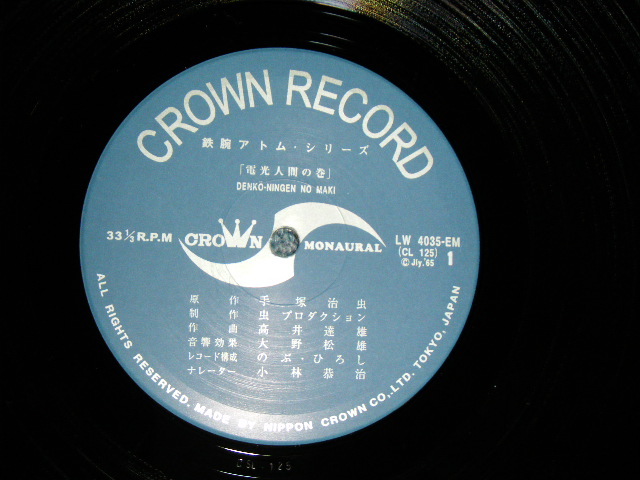 CROWN RECORD
鉄腕アトム・シリーズ
「電光人間の巻」
DENKŌ-NINGEN NO MAKI
33 1/3 R.P.M
CROWN
MONAURAL
LW 4035-EM
(CL 125)
Ⓒ Jly.'65
1
原作 手塚治虫
制作 虫プロダクション
作曲 高井達雄
音響効果 大野松雄
レコード構成 のぶ・ひろし
ナレーター 小林恭治
ALL RIGHTS RESERVED. MADE BY NIPPON CROWN CO., LTD. TOKYO, JAPAN